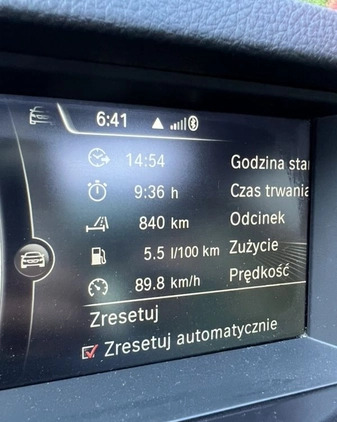 6:41
14:54 Godzina sta
9:36 h Czas trwania
840 km Odcinek
5.5 l/100 km Zużycie
89.8 km/h Prędkość
Zresetuj
Zresetuj automatycznie